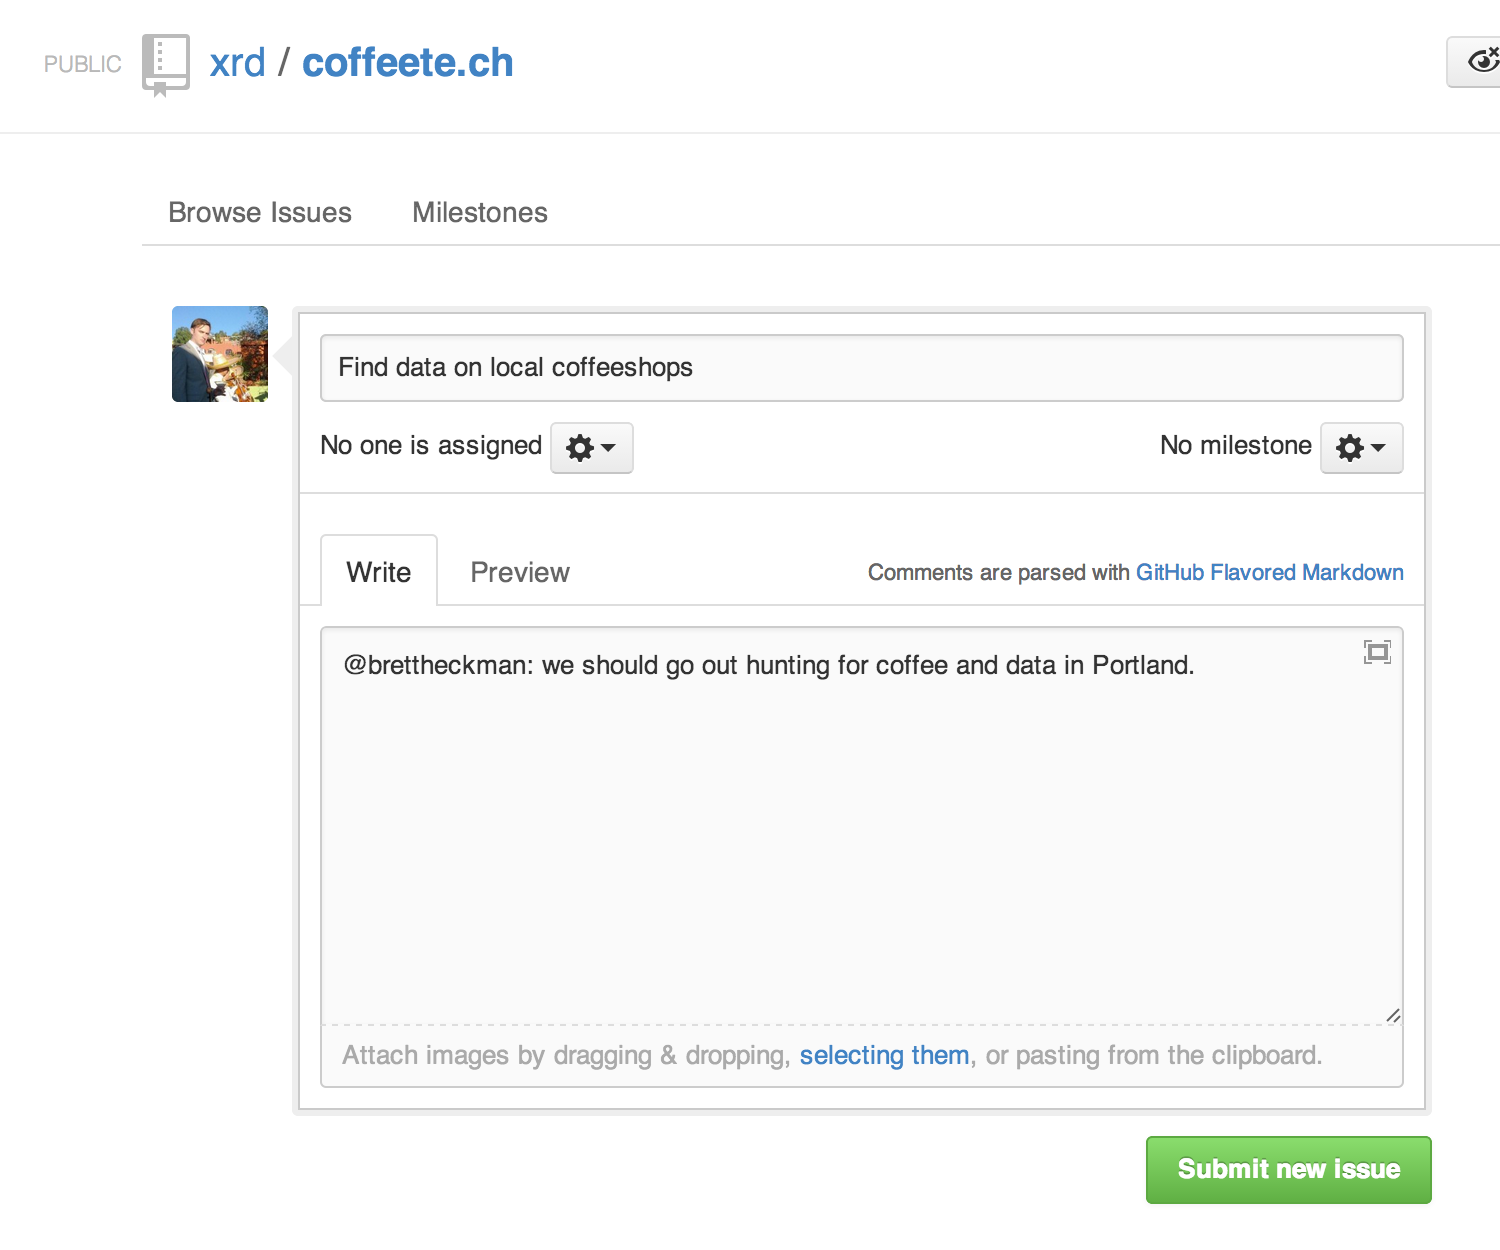 PUBLIC xrd / coffeete.ch
Browse Issues Milestones
Find data on local coffeeshops
No one is assigned No milestone
Write Preview Comments are parsed with GitHub Flavored Markdown
@brettheckman: we should go out hunting for coffee and data in Portland.
Attach images by dragging & dropping, selecting them, or pasting from the clipboard.
Submit new issue